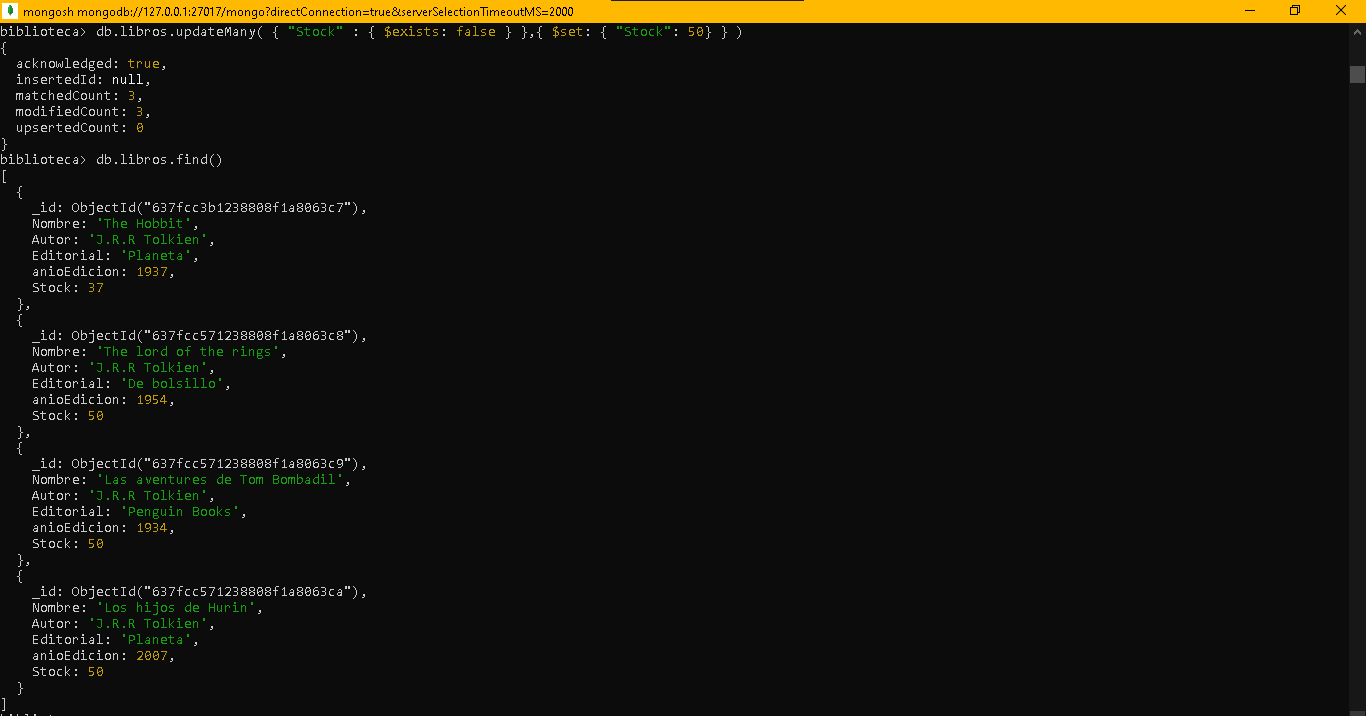 mongosh mongodb://127.0.0.1:27017/mongo?directConnection=true&serverSelectionTimeoutMS=2000
biblioteca> db.libros.updateMany( { "Stock" : { $exists: false } },{ $set: { "Stock": 50} } )
{
  acknowledged: true,
  insertedId: null,
  matchedCount: 3,
  modifiedCount: 3,
  upsertedCount: 0
}
biblioteca> db.libros.find()
[
  {
    _id: ObjectId("637fcc3b1238808f1a8063c7"),
    Nombre: 'The Hobbit',
    Autor: 'J.R.R Tolkien',
    Editorial: 'Planeta',
    anioEdicion: 1937,
    Stock: 37
  },
  {
    _id: ObjectId("637fcc571238808f1a8063c8"),
    Nombre: 'The lord of the rings',
    Autor: 'J.R.R Tolkien',
    Editorial: 'De bolsillo',
    anioEdicion: 1954,
    Stock: 50
  },
  {
    _id: ObjectId("637fcc571238808f1a8063c9"),
    Nombre: 'Las aventures de Tom Bombadil',
    Autor: 'J.R.R Tolkien',
    Editorial: 'Penguin Books',
    anioEdicion: 1934,
    Stock: 50
  },
  {
    _id: ObjectId("637fcc571238808f1a8063ca"),
    Nombre: 'Los hijos de Hurin',
    Autor: 'J.R.R Tolkien',
    Editorial: 'Planeta',
    anioEdicion: 2007,
    Stock: 50
  }
]